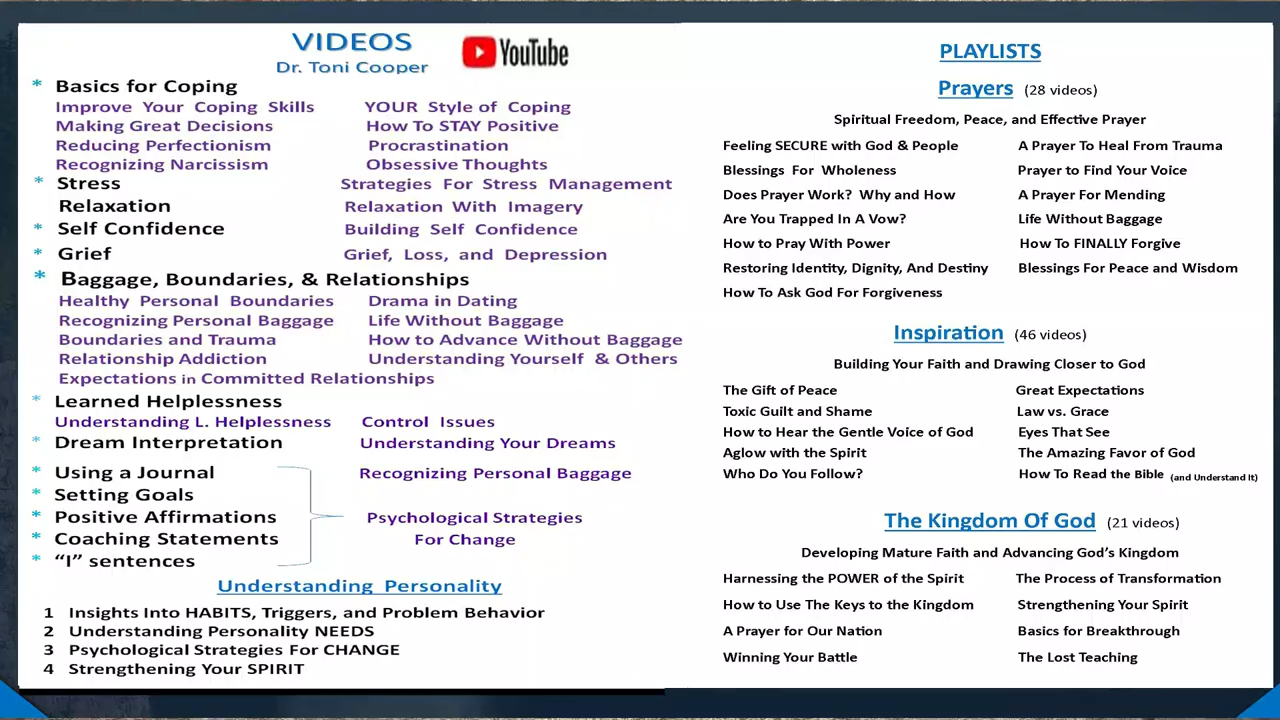 VIDEOS
YouTube
Dr. Toni Cooper
* Basics for Coping
Improve Your Coping Skills YOUR Style of Coping
Making Great Decisions How To STAY Positive
Reducing Perfectionism Procrastination
Recognizing Narcissism Obsessive Thoughts
* Stress Strategies For Stress Management
Relaxation Relaxation With Imagery
* Self Confidence Building Self Confidence
* Grief Grief, Loss, and Depression
* Baggage, Boundaries, & Relationships
Healthy Personal Boundaries Drama in Dating
Recognizing Personal Baggage Life Without Baggage
Boundaries and Trauma How to Advance Without Baggage
Relationship Addiction Understanding Yourself & Others
Expectations in Committed Relationships
* Learned Helplessness
Understanding L. Helplessness Control Issues
* Dream Interpretation Understanding Your Dreams
* Using a Journal Recognizing Personal Baggage
* Setting Goals
* Positive Affirmations Psychological Strategies
* Coaching Statements For Change
* “I” sentences
Understanding Personality
1 Insights Into HABITS, Triggers, and Problem Behavior
2 Understanding Personality NEEDS
3 Psychological Strategies For CHANGE
4 Strengthening Your SPIRIT
PLAYLISTS
Prayers (28 videos)
Spiritual Freedom, Peace, and Effective Prayer
Feeling SECURE with God & People A Prayer To Heal From Trauma
Blessings For Wholeness Prayer to Find Your Voice
Does Prayer Work? Why and How A Prayer For Mending
Are You Trapped In A Vow? Life Without Baggage
How to Pray With Power How To FINALLY Forgive
Restoring Identity, Dignity, And Destiny Blessings For Peace and Wisdom
How To Ask God For Forgiveness
Inspiration (46 videos)
Building Your Faith and Drawing Closer to God
The Gift of Peace Great Expectations
Toxic Guilt and Shame Law vs. Grace
How to Hear the Gentle Voice of God Eyes That See
Aglow with the Spirit The Amazing Favor of God
Who Do You Follow? How To Read the Bible (and Understand It)
The Kingdom Of God (21 videos)
Developing Mature Faith and Advancing God’s Kingdom
Harnessing the POWER of the Spirit The Process of Transformation
How to Use The Keys to the Kingdom Strengthening Your Spirit
A Prayer for Our Nation Basics for Breakthrough
Winning Your Battle The Lost Teaching